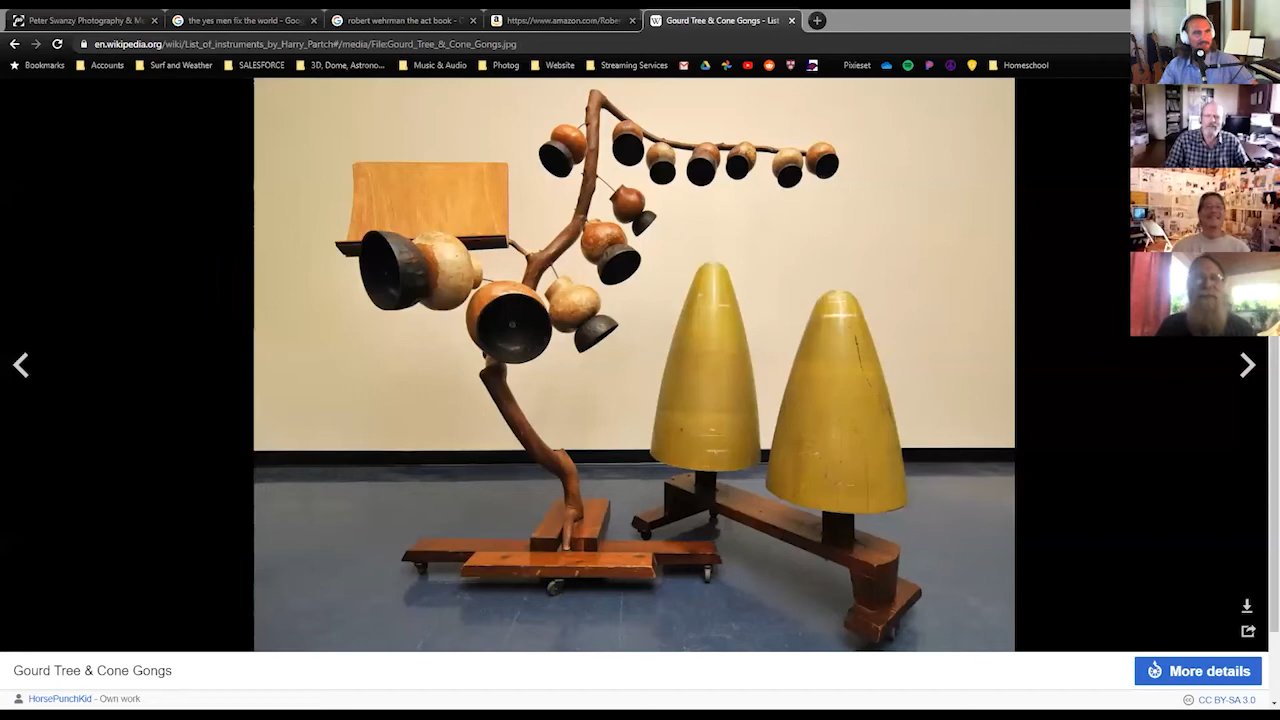 Peter Swanzy Photography & M
the yes men fix the world - Goo
robert wehrman the act book - C
https://www.amazon.com/Robe
Gourd Tree & Cone Gongs - List
en.wikipedia.org/wiki/List_of_instruments_by_Harry_Partch#/media/File:Gourd_Tree_&_Cone_Gongs.jpg
Bookmarks Accounts Surf and Weather SALESFORCE 3D, Dome, Astrono... Music & Audio Photog Website Streaming Services Pixieset Homeschool
Gourd Tree & Cone Gongs
More details
HorsePunchKid - Own work
CC BY-SA 3.0